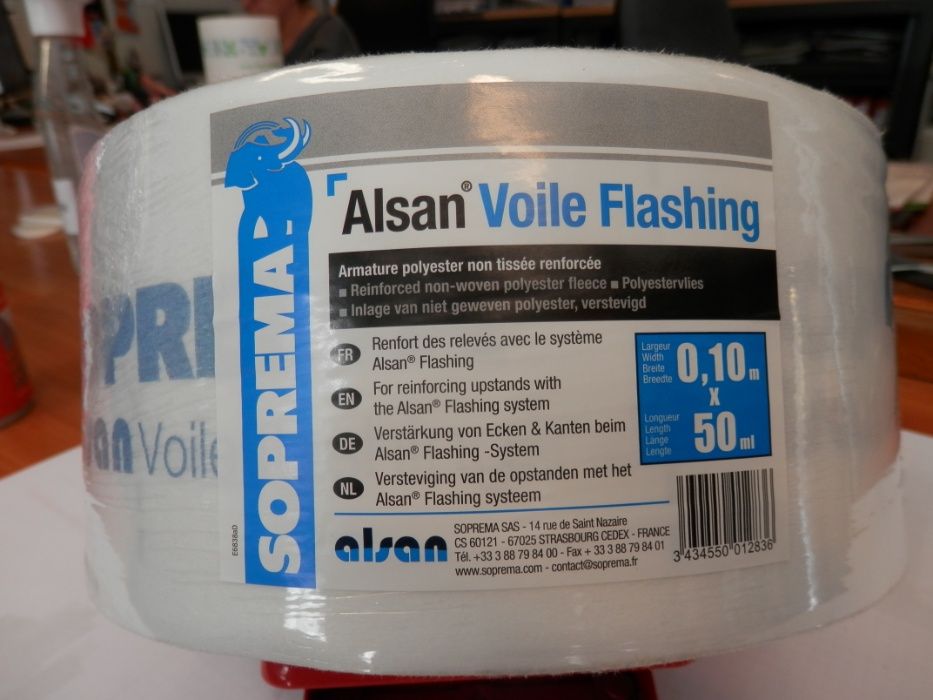 SOPREMA
Alsan® Voile Flashing
Armature polyester non tissée renforcée
■ Reinforced non-woven polyester fleece ■ Polyestervlies
■ Inlage van niet geweven polyester, verstevigd
FR Renfort des relevés avec le système
Alsan® Flashing
EN For reinforcing upstands with
the Alsan® Flashing system
DE Verstärkung von Ecken & Kanten beim
Alsan® Flashing -System
NL Versteviging van de opstanden met het
Alsan® Flashing systeem
Largeur
Width
Breite
Breedte
0,10 m
x
Longueur
Length
Länge
Lengte
50 ml
alsan
SOPREMA SAS - 14 rue de Saint Nazaire
CS 60121 - 67025 STRASBOURG CEDEX - FRANCE
Tél. +33 3 88 79 84 00 - Fax + 33 3 88 79 84 01
www.soprema.com - contact@soprema.fr
3 434550 012836
E6838a0
PRE
an Voile